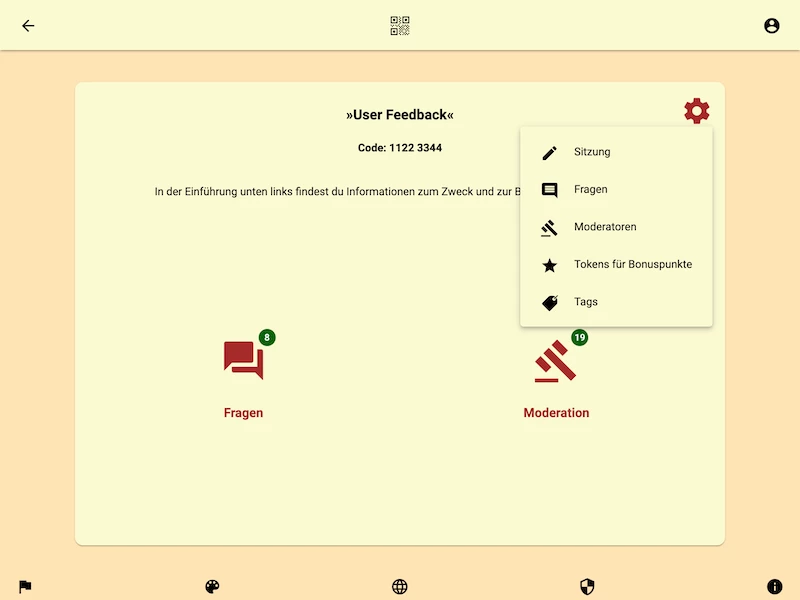 »User Feedback«
Code: 1122 3344
In der Einführung unten links findest du Informationen zum Zweck und zur
Sitzung
Fragen
Moderatoren
Tokens für Bonuspunkte
Tags
8
Fragen
19
Moderation